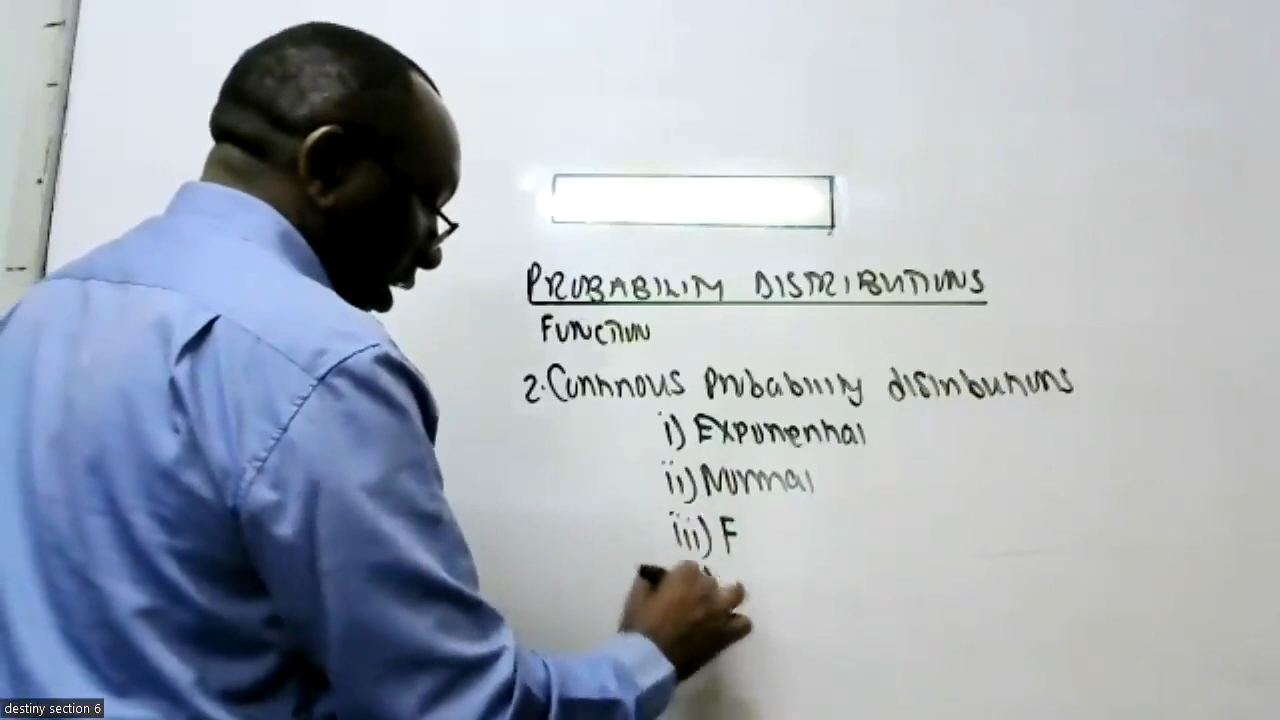 PROBABILITY DISTRIBUTIONS
FUNCTION
2. Continous Probability distributions
i) Exponential
ii) Normal
iii) F
destiny section 6